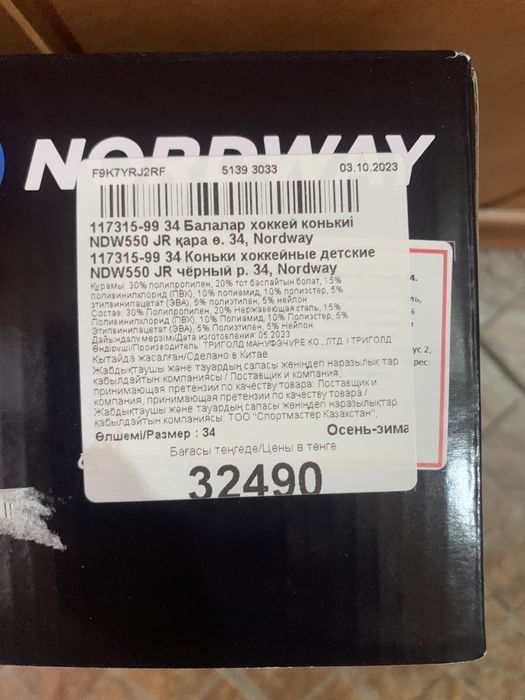 NORDWAY
F9K7YRJ2RF 5139 3033 03.10.2023
117315-99 34 Балалар хоккей конькиі
NDW550 JR қара ө. 34, Nordway
117315-99 34 Коньки хоккейные детские
NDW550 JR чёрный р. 34, Nordway
Құрамы: 30% полипропилен, 20% тот баспайтын болат, 15%
поливинилхлорид (ПВХ), 10% полиамид, 10% полиэстер, 5%
этилвинилацетат (ЭВА), 5% полиэтилен, 5% нейлон
Состав: 30% Полипропилен, 20% Нержавеющая сталь, 15%
Поливинилхлорид (ПВХ), 10% Полиамид, 10% Полиэстер, 5%
Этилвинилацетат (ЭВА), 5% Полиэтилен, 5% Нейлон.
Дайындалу мерзімі/Дата изготовления: 05.2023
Өндіруші/Производитель: "ТРИГОЛД МАНУФЭЧУРЕ КО., ЛТД / ТРИГОЛД
Қытайда жасалған/Сделано в Китае
Жабдықтаушы және тауардың сапасы жөніндегі наразылық тар
қабылдайтын компаниясы / Поставщик и компания,
принимающая претензии по качеству товара: Поставщик и
компания, принимающая претензии по качеству товара /
Жабдықтаушы және тауардың сапасы жөніндегі наразылықтар
қабылдайтын компаниясы: ТОО "Спортмастер Казахстан",
Өлшемі/Размер : 34 Осень-зима
Бағасы теңгеде/Цены в тенге
32490
4.
ус 2,
рес: